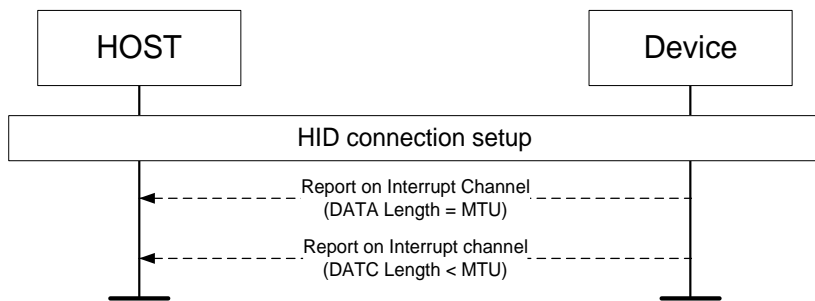 HOST
Device
HID connection setup
Report on Interrupt Channel
(DATA Length = MTU)
Report on Interrupt channel
(DATC Length < MTU)